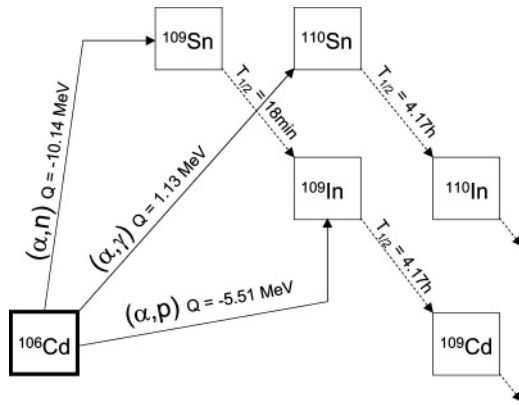 ¹⁰⁹Sn
¹¹⁰Sn
T₁/₂ = 18min
T₁/₂ = 4.17h
(α,n) Q = -10.14 MeV
(α,γ) Q = 1.13 MeV
¹⁰⁹In
¹¹⁰In
T₁/₂ = 4.17h
(α,p) Q = -5.51 MeV
¹⁰⁶Cd
¹⁰⁹Cd